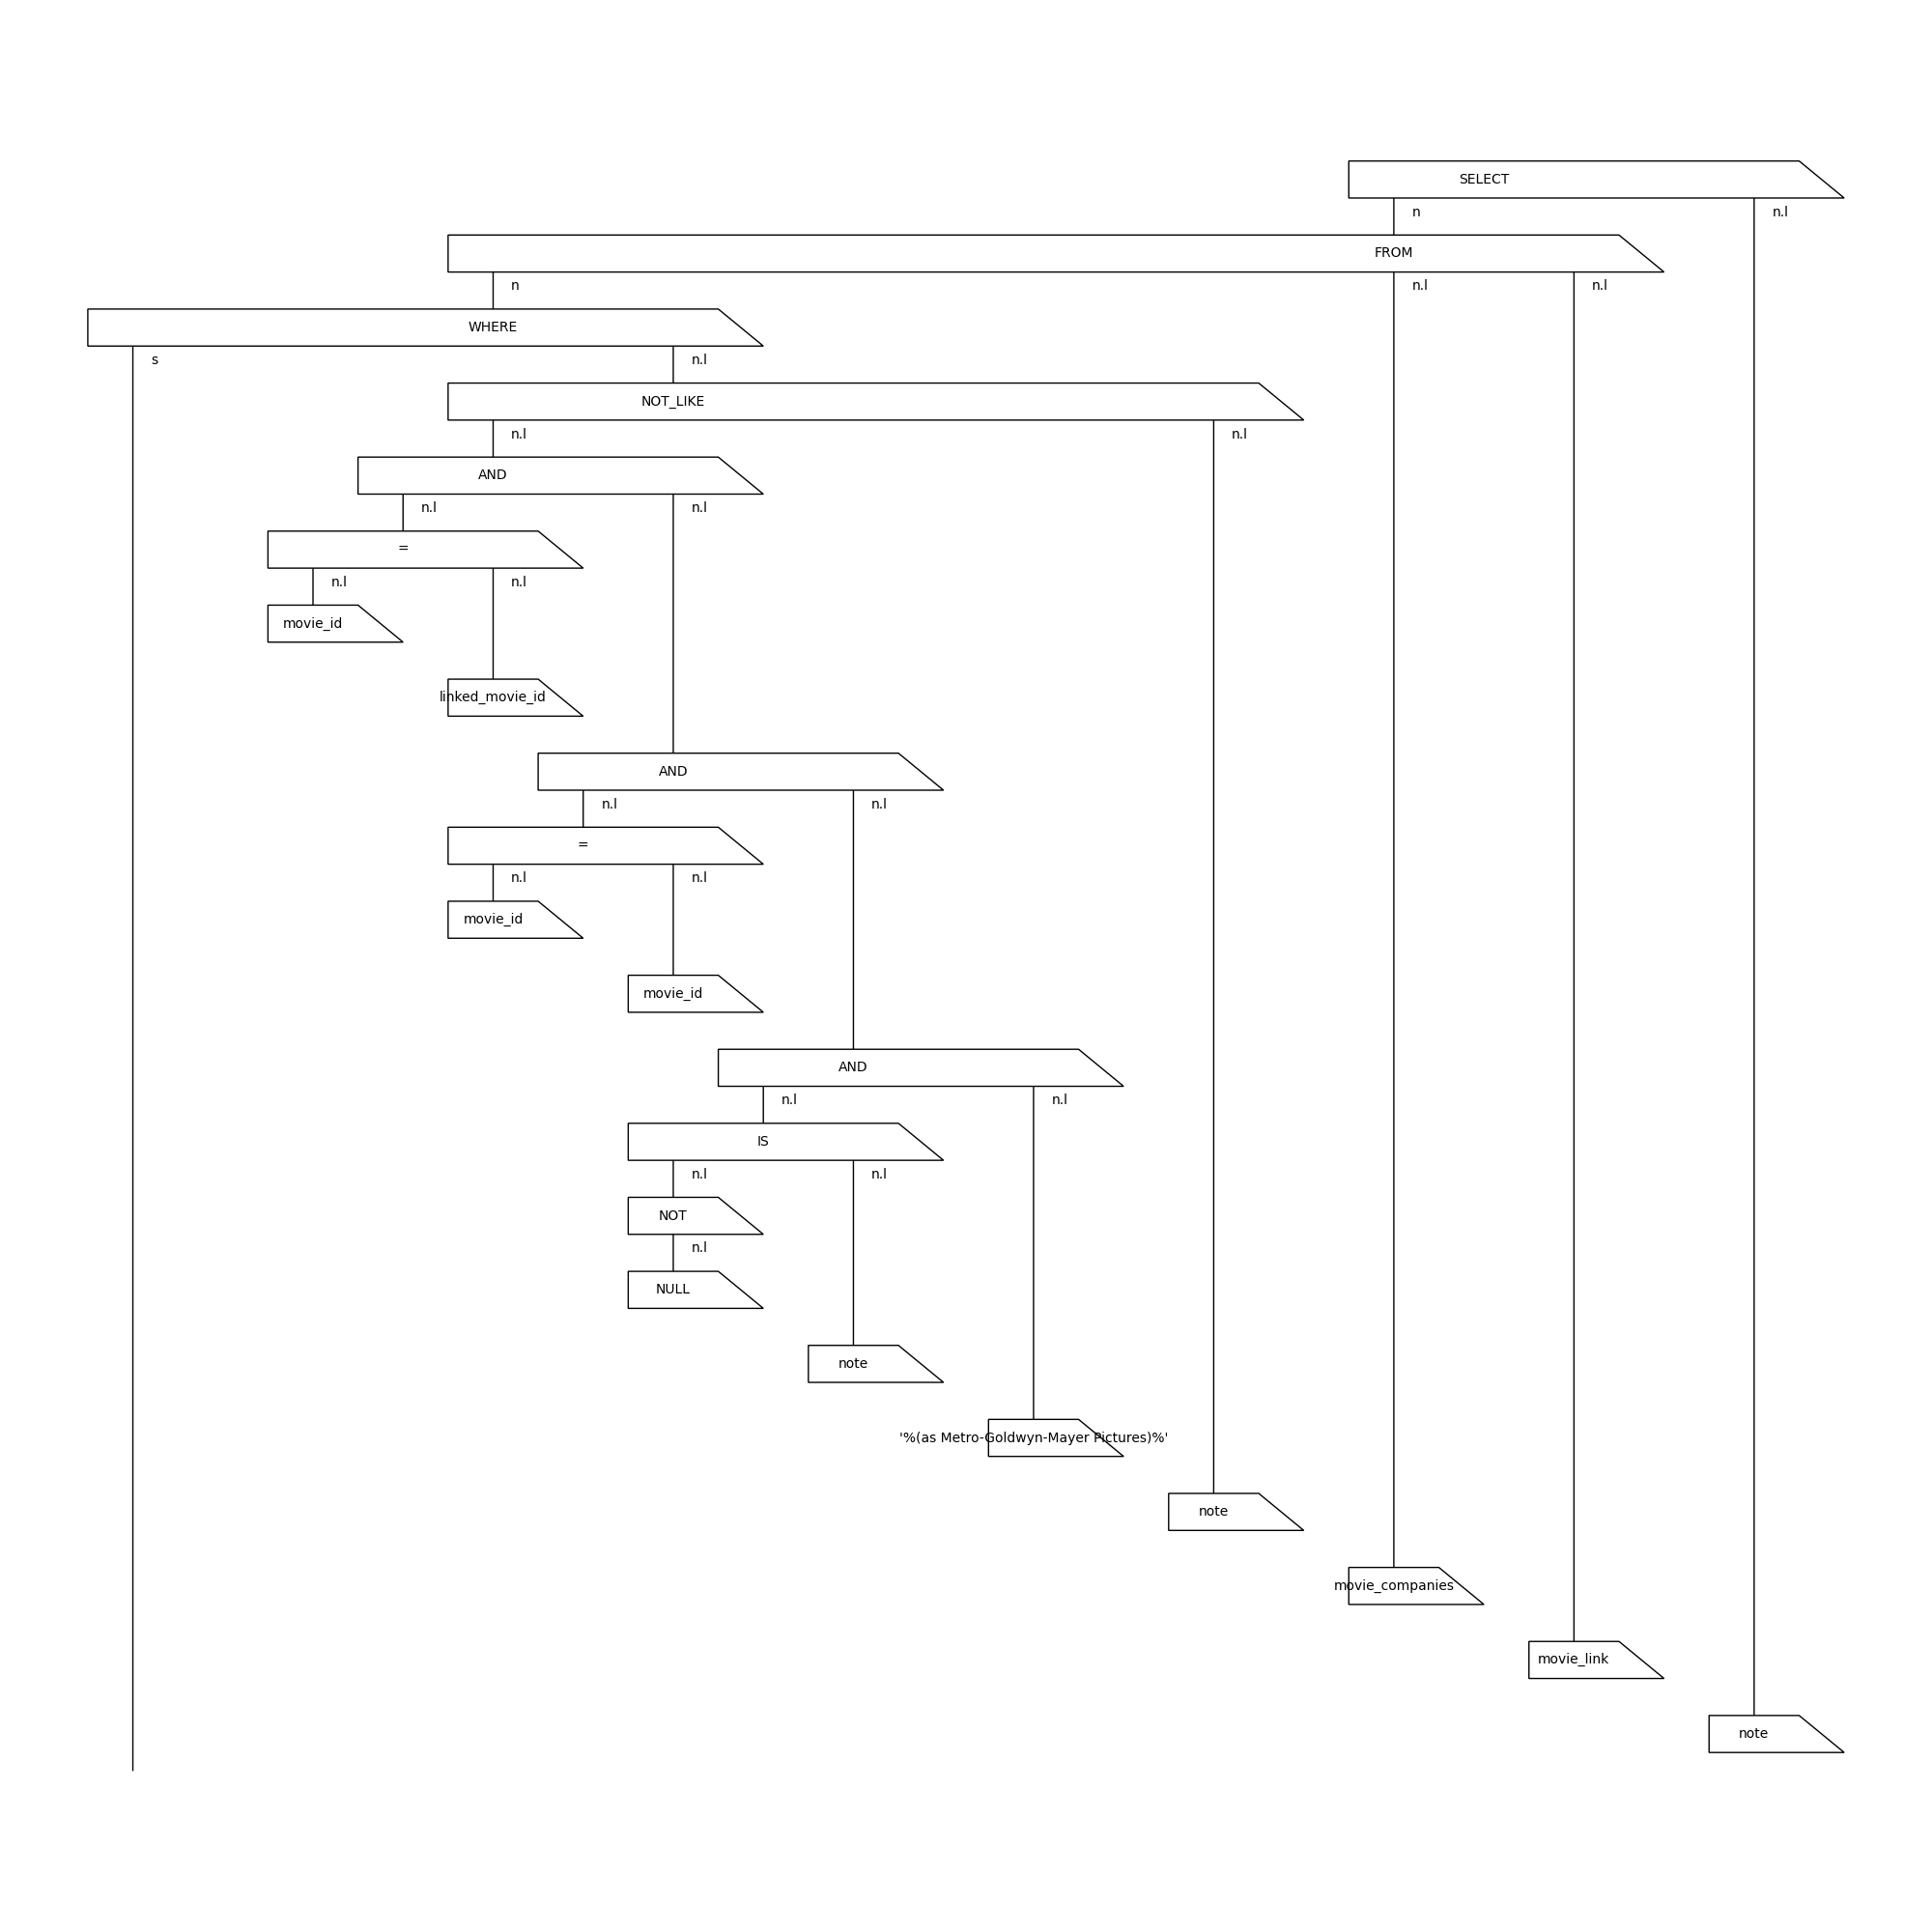 SELECT
n n.l
FROM
n n.l n.l
WHERE
s n.l
NOT_LIKE
n.l n.l
AND
n.l n.l
=
n.l n.l
movie_id
linked_movie_id
AND
n.l n.l
=
n.l n.l
movie_id
movie_id
AND
n.l n.l
IS
n.l n.l
NOT
n.l
NULL
note
'%(as Metro-Goldwyn-Mayer Pictures)%'
note
movie_companies
movie_link
note